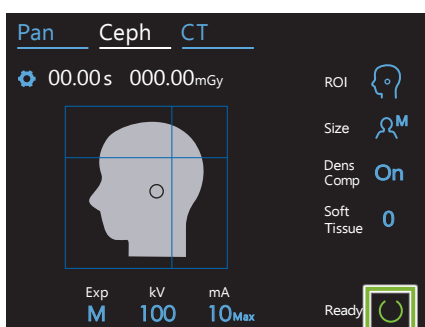 Pan Ceph CT
00.00 s 000.00mGy
ROI
Size M
Dens
Comp On
Soft
Tissue 0
Exp kV mA
M 100 10Max
Ready